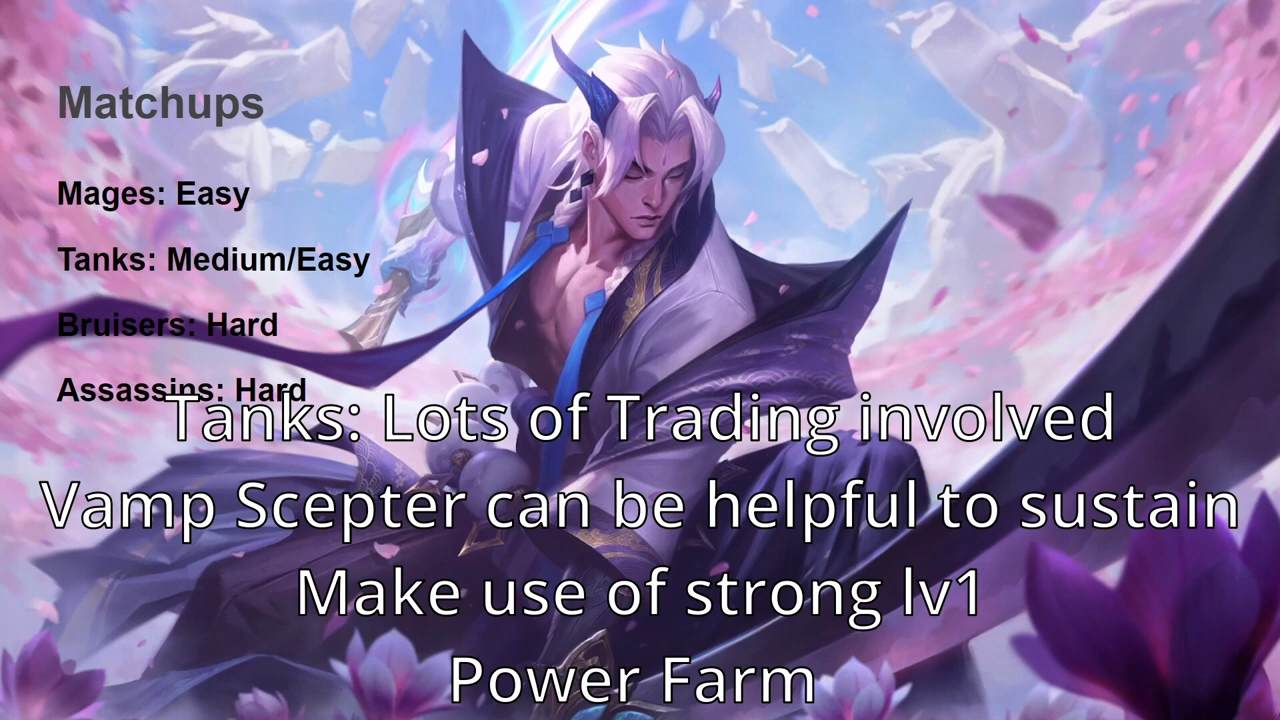 Matchups
Mages: Easy
Tanks: Medium/Easy
Bruisers: Hard
Assassins: Hard
Tanks: Lots of Trading involved
Vamp Scepter can be helpful to sustain
Make use of strong lv1
Power Farm